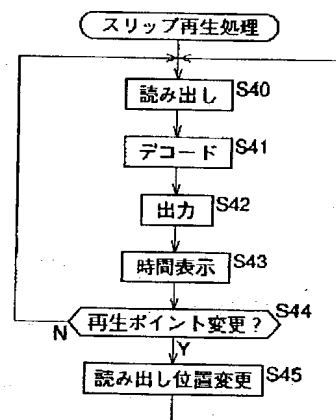 スリップ再生処理
読み出し S40
デコード S41
出力 S42
時間表示 S43
再生ポイント変更？ S44
N
Y
読み出し位置変更 S45